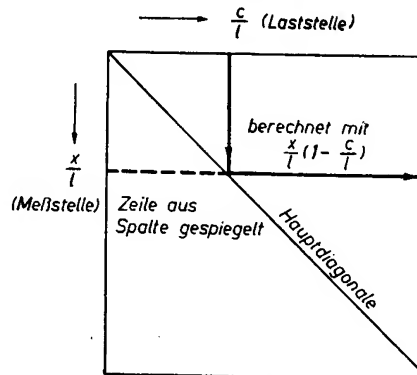 c/l (Laststelle)
x/l
(Meßstelle)
berechnet mit
x/l (1 - c/l)
Zeile aus
Spalte gespiegelt
Hauptdiagonale